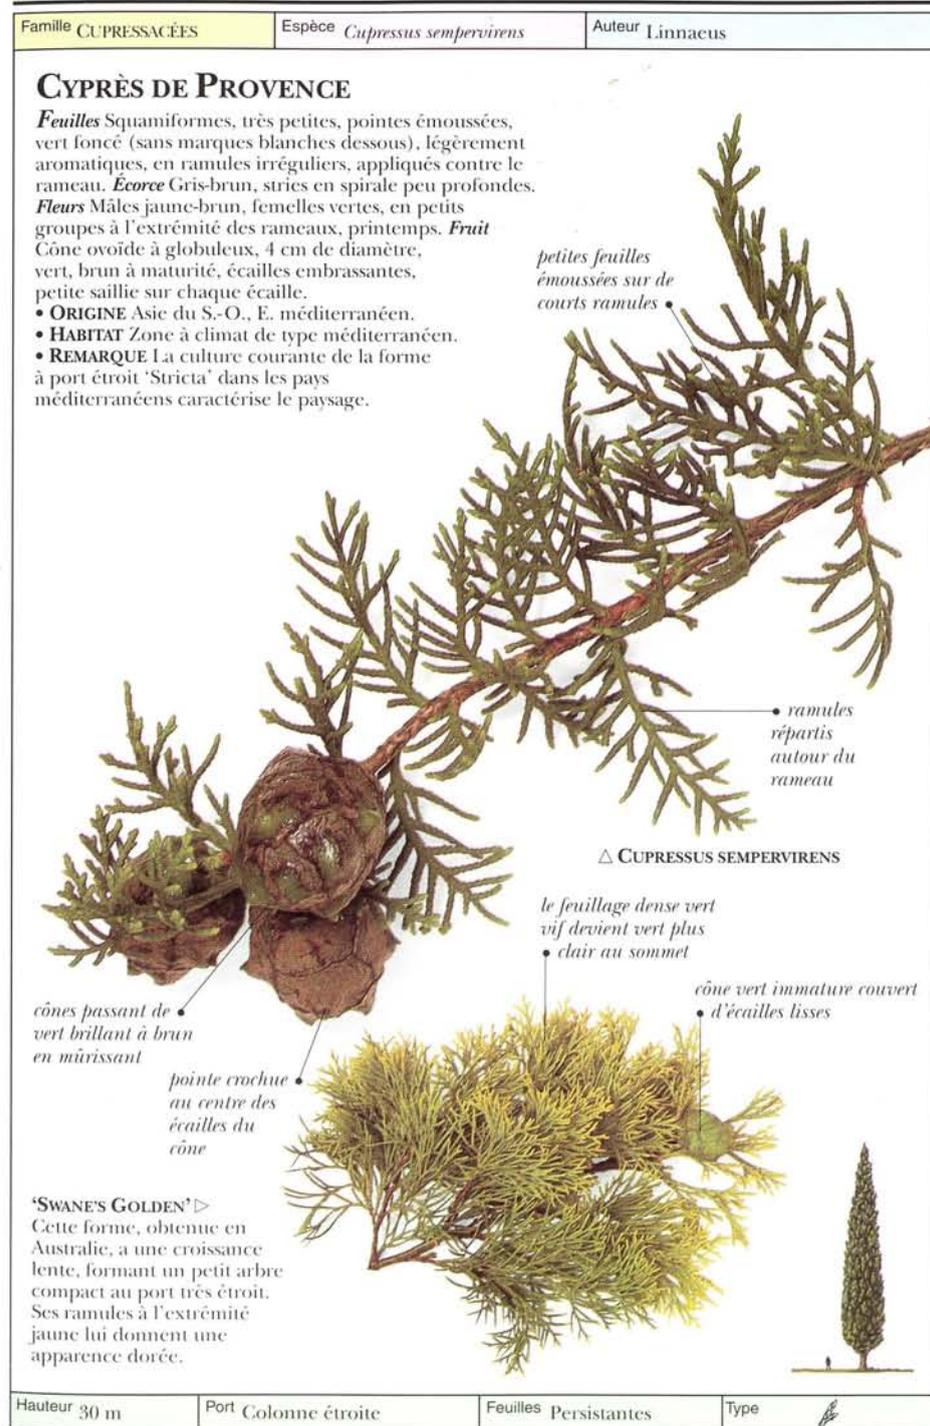 Famille CUPRESSACÉES
Espèce Cupressus sempervirens
Auteur Linnaeus
CYPRÈS DE PROVENCE
Feuilles Squamiformes, très petites, pointes émoussées,
vert foncé (sans marques blanches dessous), légèrement
aromatiques, en ramules irréguliers, appliqués contre le
rameau. Écorce Gris-brun, stries en spirale peu profondes.
Fleurs Mâles jaune-brun, femelles vertes, en petits
groupes à l'extrémité des rameaux, printemps. Fruit
Cône ovoïde à globuleux, 4 cm de diamètre,
vert, brun à maturité, écailles embrassantes,
petite saillie sur chaque écaille.
• ORIGINE Asie du S.-O., E. méditerranéen.
• HABITAT Zone à climat de type méditerranéen.
• REMARQUE La culture courante de la forme
à port étroit ‘Stricta’ dans les pays
méditerranéens caractérise le paysage.
petites feuilles
émoussées sur de
courts ramules
ramules
répartis
autour du
rameau
△ CUPRESSUS SEMPERVIRENS
le feuillage dense vert
vif devient vert plus
clair au sommet
cône vert immature couvert
d'écailles lisses
cônes passant de
vert brillant à brun
en mûrissant
pointe crochue
au centre des
écailles du
cône
‘SWANE'S GOLDEN’ ▷
Cette forme, obtenue en
Australie, a une croissance
lente, formant un petit arbre
compact au port très étroit.
Ses ramules à l'extrémité
jaune lui donnent une
apparence dorée.
Hauteur 30 m
Port Colonne étroite
Feuilles Persistantes
Type